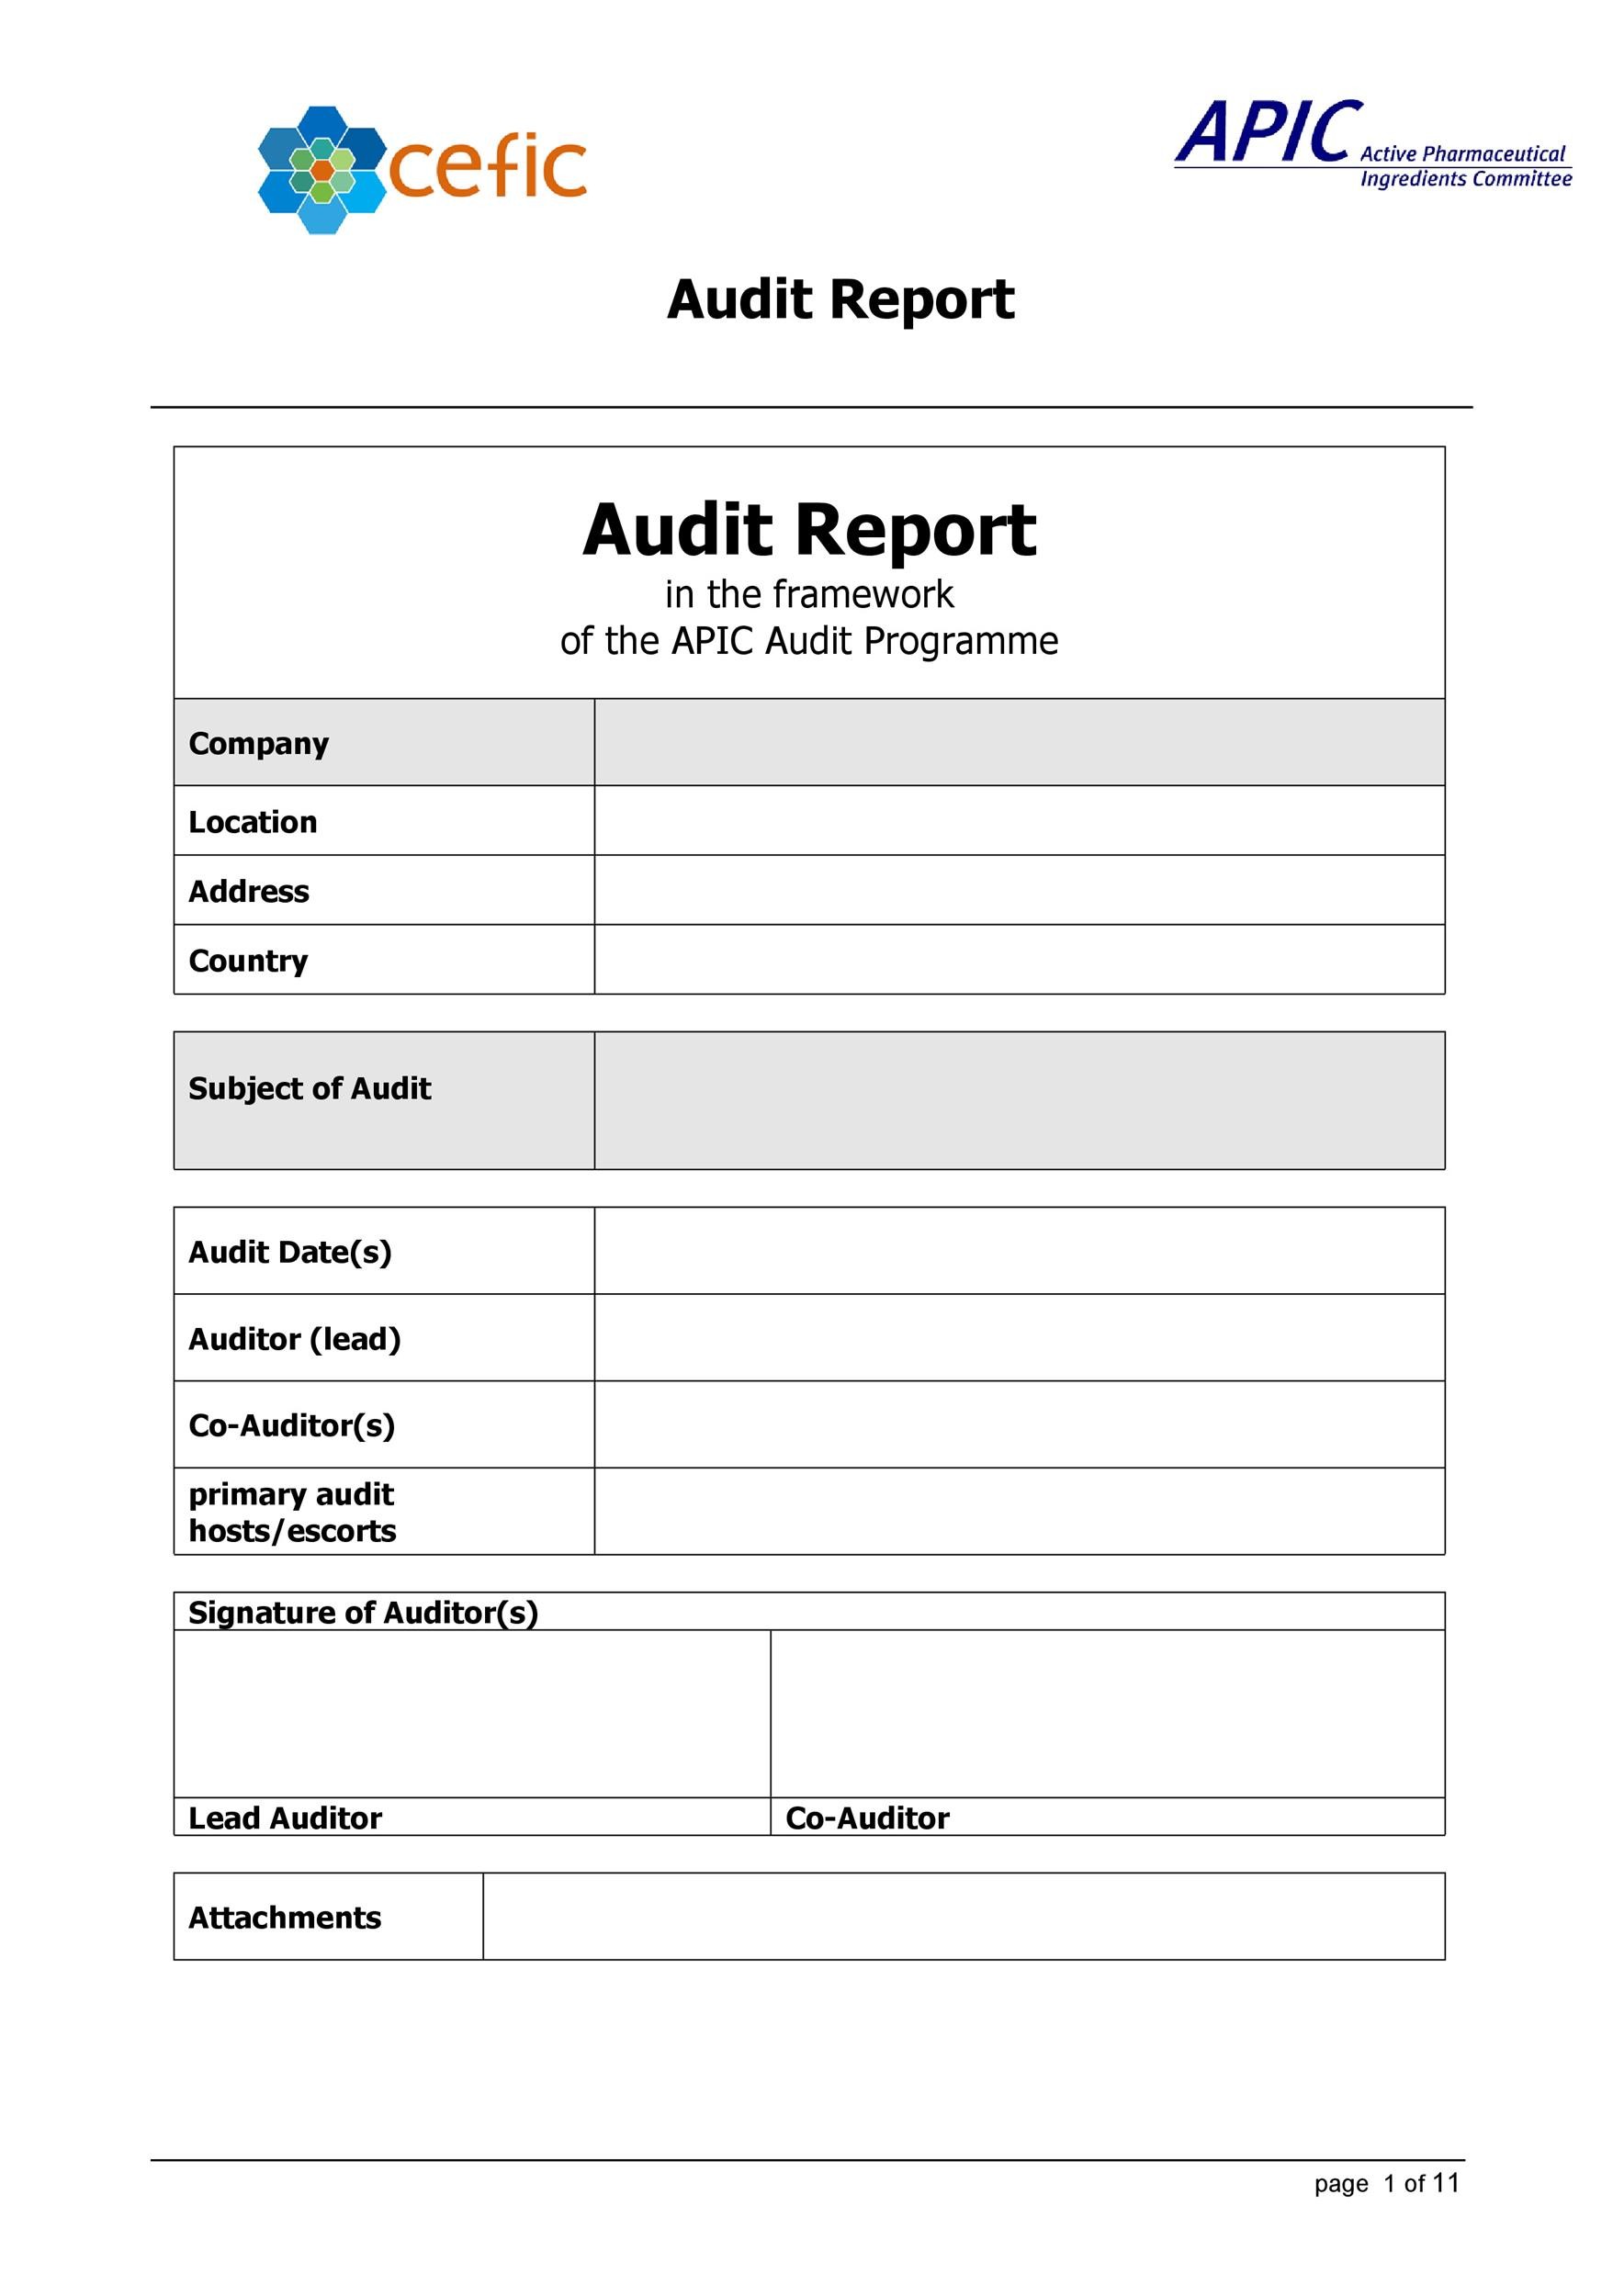 cefic
APIC Active Pharmaceutical
Ingredients Committee
Audit Report
Audit Report
in the framework
of the APIC Audit Programme
Company
Location
Address
Country
Subject of Audit
Audit Date(s)
Auditor (lead)
Co-Auditor(s)
primary audit
hosts/escorts
Signature of Auditor(s)
Lead Auditor
Co-Auditor
Attachments
page 1 of 11